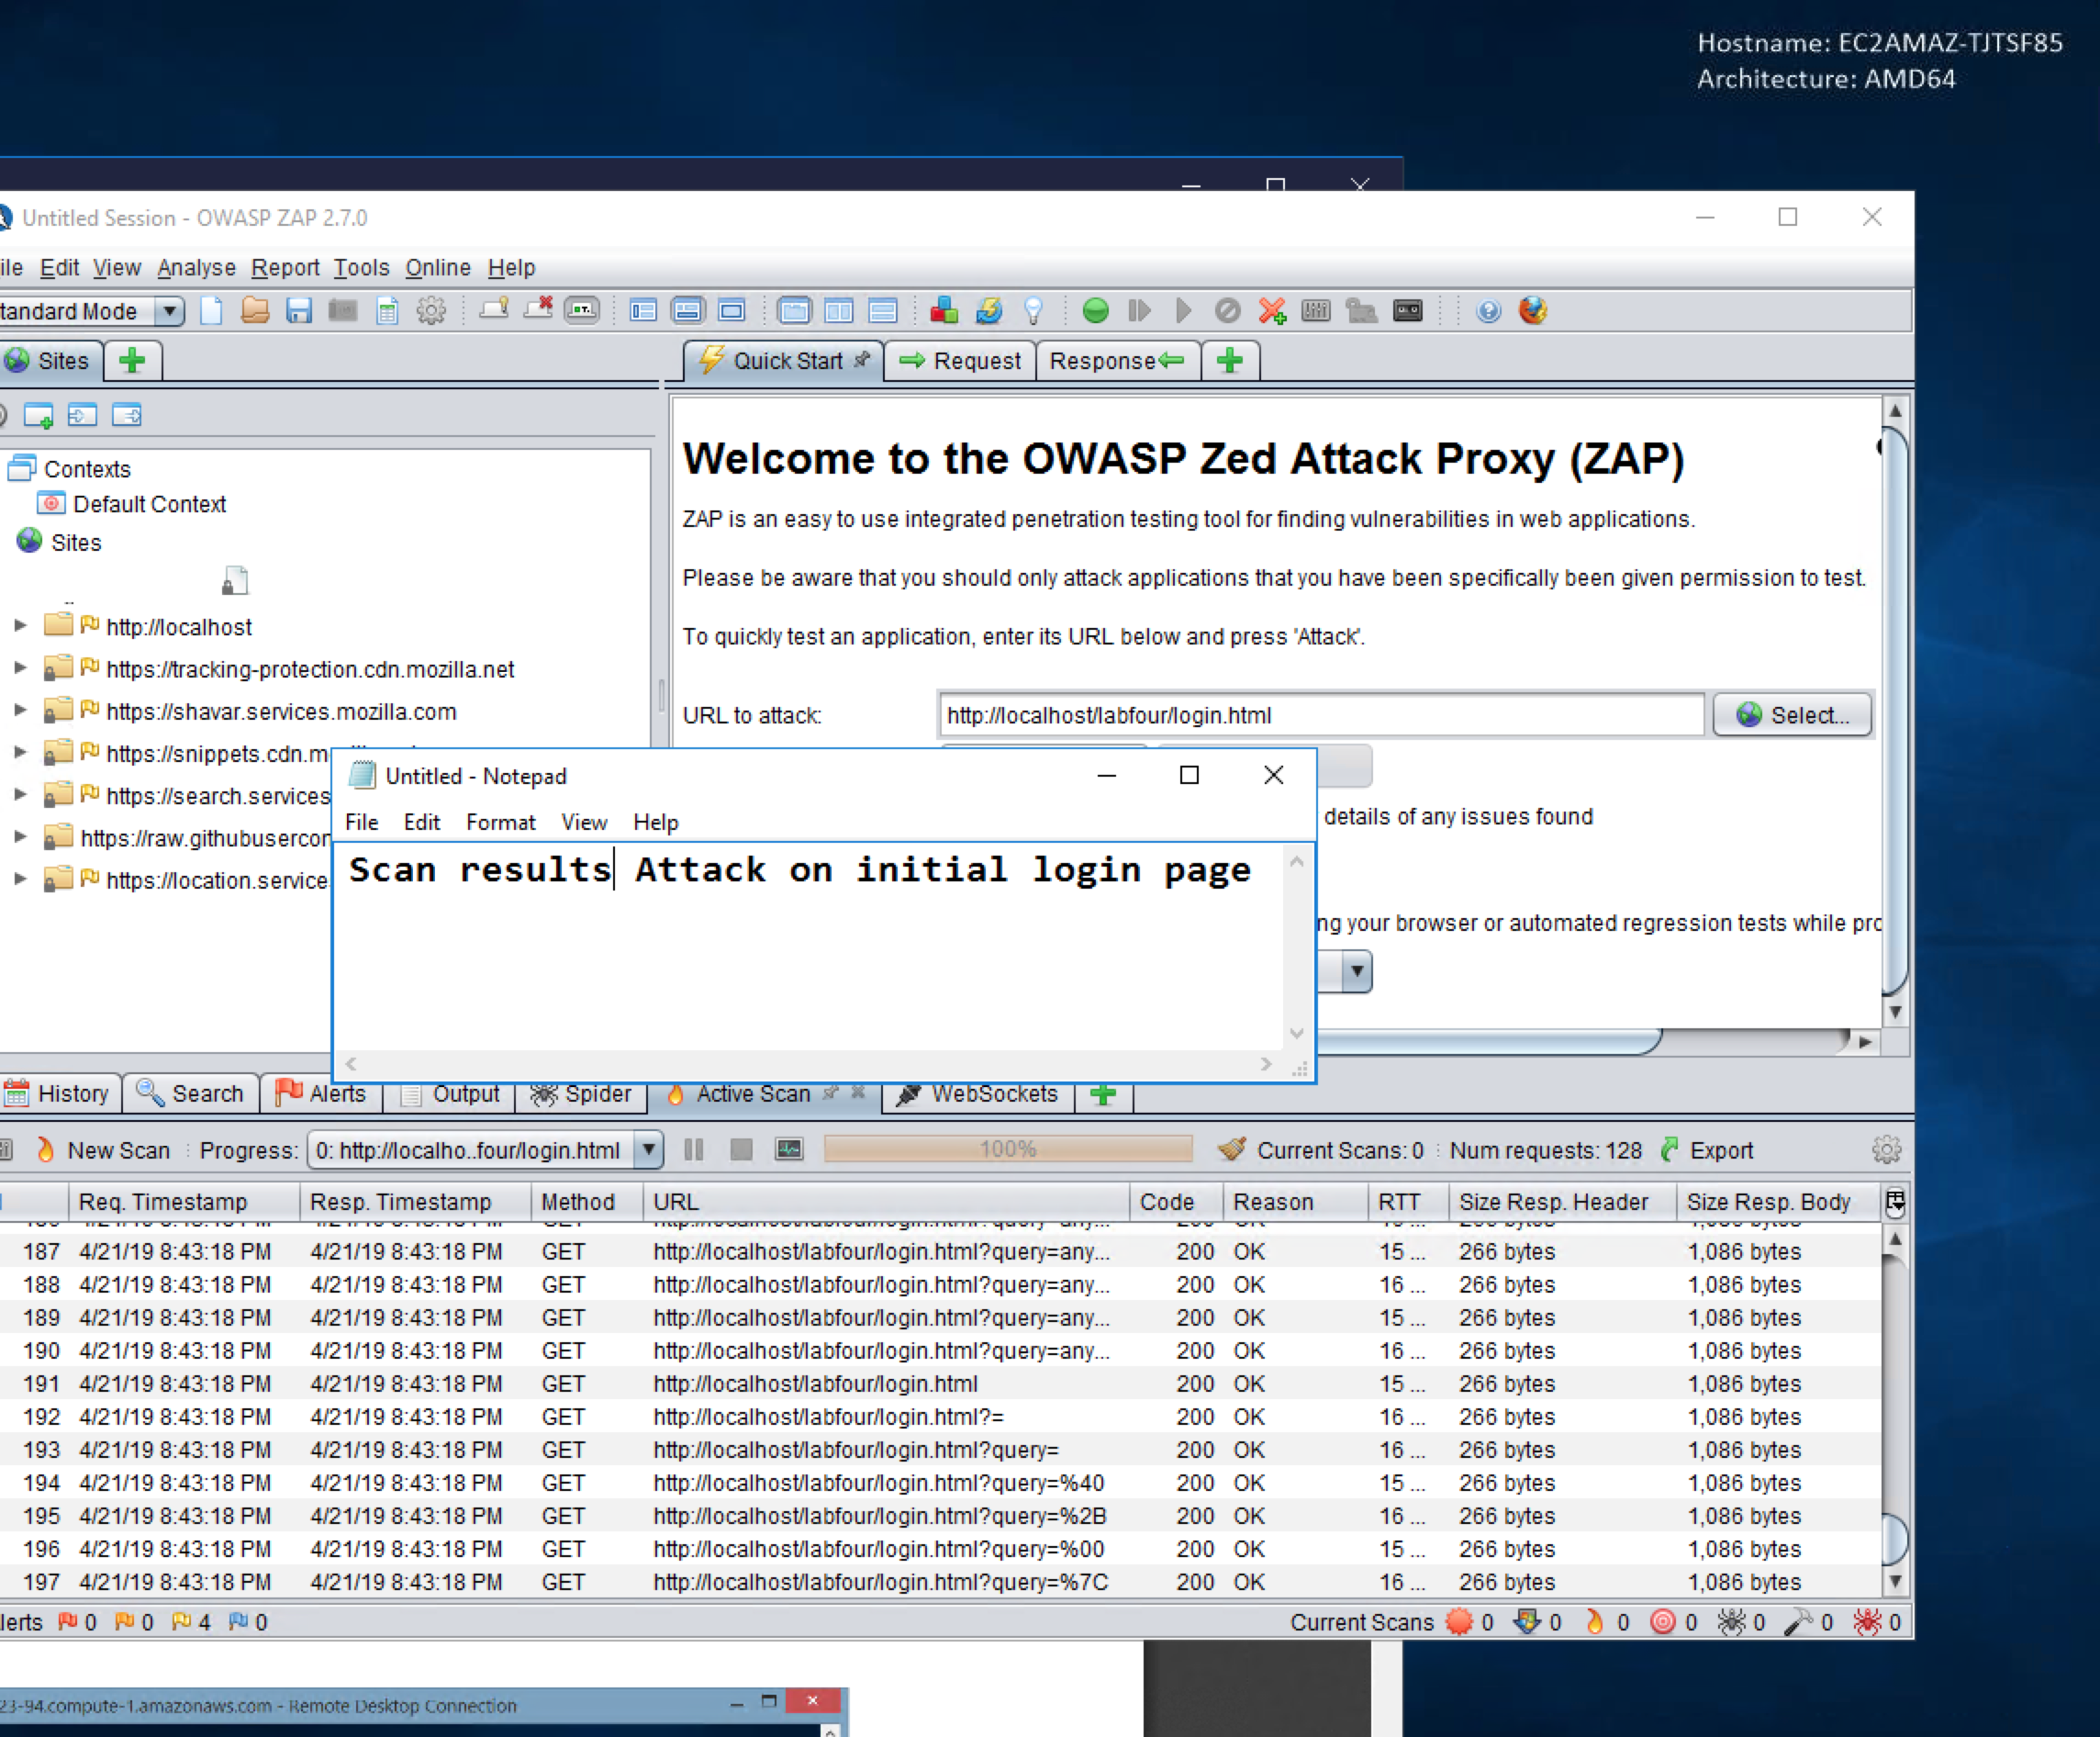 Hostname: EC2AMAZ-TJTSF85
Architecture: AMD64
Untitled Session - OWASP ZAP 2.7.0
ile Edit View Analyse Report Tools Online Help
tandard Mode
Sites
Quick Start Request Response
Contexts
Default Context
Sites
http://localhost
https://tracking-protection.cdn.mozilla.net
https://shavar.services.mozilla.com
https://snippets.cdn.m
https://search.services
https://raw.githubusercon
https://location.service
Welcome to the OWASP Zed Attack Proxy (ZAP)
ZAP is an easy to use integrated penetration testing tool for finding vulnerabilities in web applications.
Please be aware that you should only attack applications that you have been specifically been given permission to test.
To quickly test an application, enter its URL below and press 'Attack'.
URL to attack: http://localhost/labfour/login.html Select...
details of any issues found
ng your browser or automated regression tests while pro
Untitled - Notepad
File Edit Format View Help
Scan results Attack on initial login page
History Search Alerts Output Spider Active Scan WebSockets
New Scan Progress: 0: http://localho..four/login.html 100% Current Scans: 0 Num requests: 128 Export
Req. Timestamp Resp. Timestamp Method URL Code Reason RTT Size Resp. Header Size Resp. Body
187 4/21/19 8:43:18 PM 4/21/19 8:43:18 PM GET http://localhost/labfour/login.html?query=any... 200 OK 15 ... 266 bytes 1,086 bytes
188 4/21/19 8:43:18 PM 4/21/19 8:43:18 PM GET http://localhost/labfour/login.html?query=any... 200 OK 16 ... 266 bytes 1,086 bytes
189 4/21/19 8:43:18 PM 4/21/19 8:43:18 PM GET http://localhost/labfour/login.html?query=any... 200 OK 15 ... 266 bytes 1,086 bytes
190 4/21/19 8:43:18 PM 4/21/19 8:43:18 PM GET http://localhost/labfour/login.html?query=any... 200 OK 16 ... 266 bytes 1,086 bytes
191 4/21/19 8:43:18 PM 4/21/19 8:43:18 PM GET http://localhost/labfour/login.html 200 OK 15 ... 266 bytes 1,086 bytes
192 4/21/19 8:43:18 PM 4/21/19 8:43:18 PM GET http://localhost/labfour/login.html?= 200 OK 16 ... 266 bytes 1,086 bytes
193 4/21/19 8:43:18 PM 4/21/19 8:43:18 PM GET http://localhost/labfour/login.html?query= 200 OK 16 ... 266 bytes 1,086 bytes
194 4/21/19 8:43:18 PM 4/21/19 8:43:18 PM GET http://localhost/labfour/login.html?query=%40 200 OK 15 ... 266 bytes 1,086 bytes
195 4/21/19 8:43:18 PM 4/21/19 8:43:18 PM GET http://localhost/labfour/login.html?query=%2B 200 OK 16 ... 266 bytes 1,086 bytes
196 4/21/19 8:43:18 PM 4/21/19 8:43:18 PM GET http://localhost/labfour/login.html?query=%00 200 OK 15 ... 266 bytes 1,086 bytes
197 4/21/19 8:43:18 PM 4/21/19 8:43:18 PM GET http://localhost/labfour/login.html?query=%7C 200 OK 16 ... 266 bytes 1,086 bytes
lerts 0 0 4 0 Current Scans 0 0 0 0 0 0 0
23-94.compute-1.amazonaws.com - Remote Desktop Connection